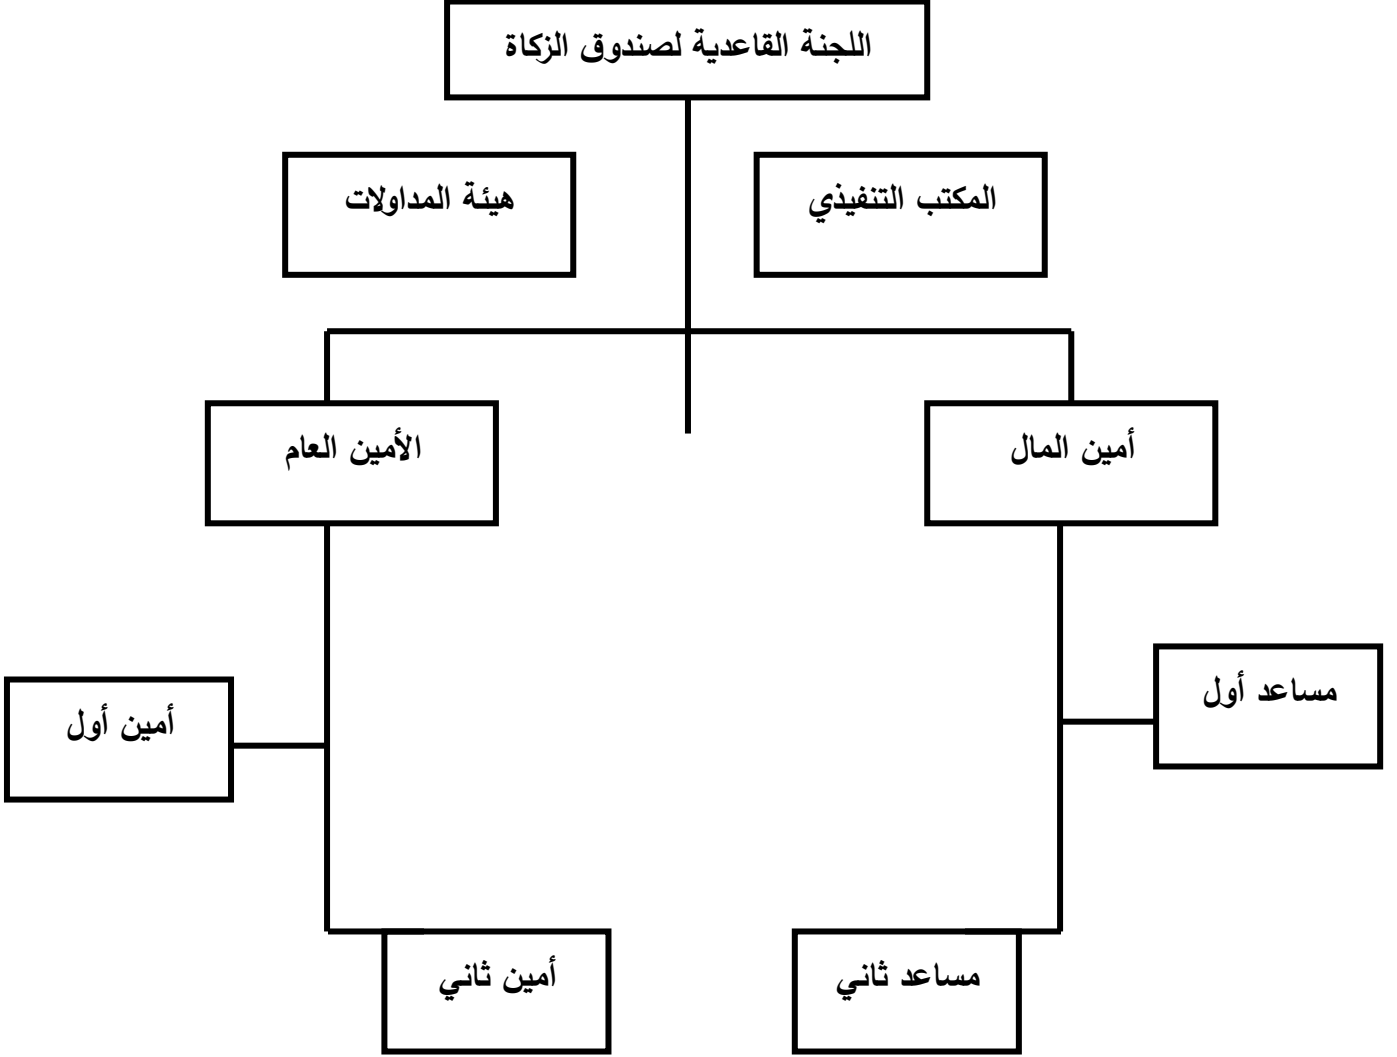 اللجنة القاعدية لصندوق الزكاة
المكتب التنفيذي
هيئة المداولات
أمين المال
الأمين العام
مساعد أول
أمين أول
مساعد ثاني
أمين ثاني